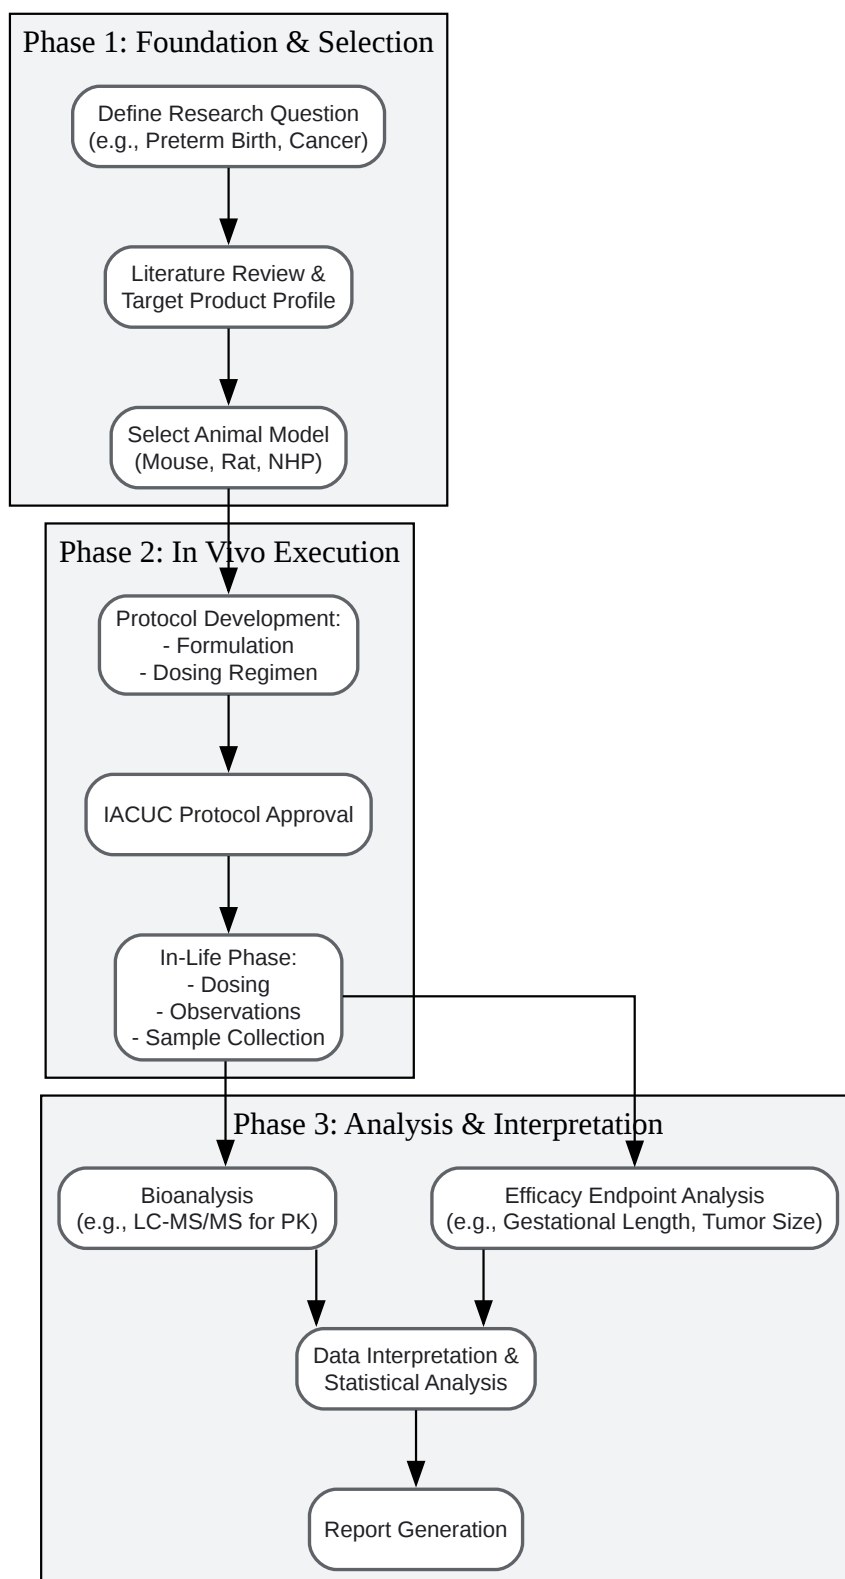 Phase 1: Foundation & Selection
Define Research Question
(e.g., Preterm Birth, Cancer)
Literature Review &
Target Product Profile
Select Animal Model
(Mouse, Rat, NHP)
Phase 2: In Vivo Execution
Protocol Development:
- Formulation
- Dosing Regimen
IACUC Protocol Approval
In-Life Phase:
- Dosing
- Observations
- Sample Collection
Phase 3: Analysis & Interpretation
Bioanalysis
(e.g., LC-MS/MS for PK)
Efficacy Endpoint Analysis
(e.g., Gestational Length, Tumor Size)
Data Interpretation &
Statistical Analysis
Report Generation